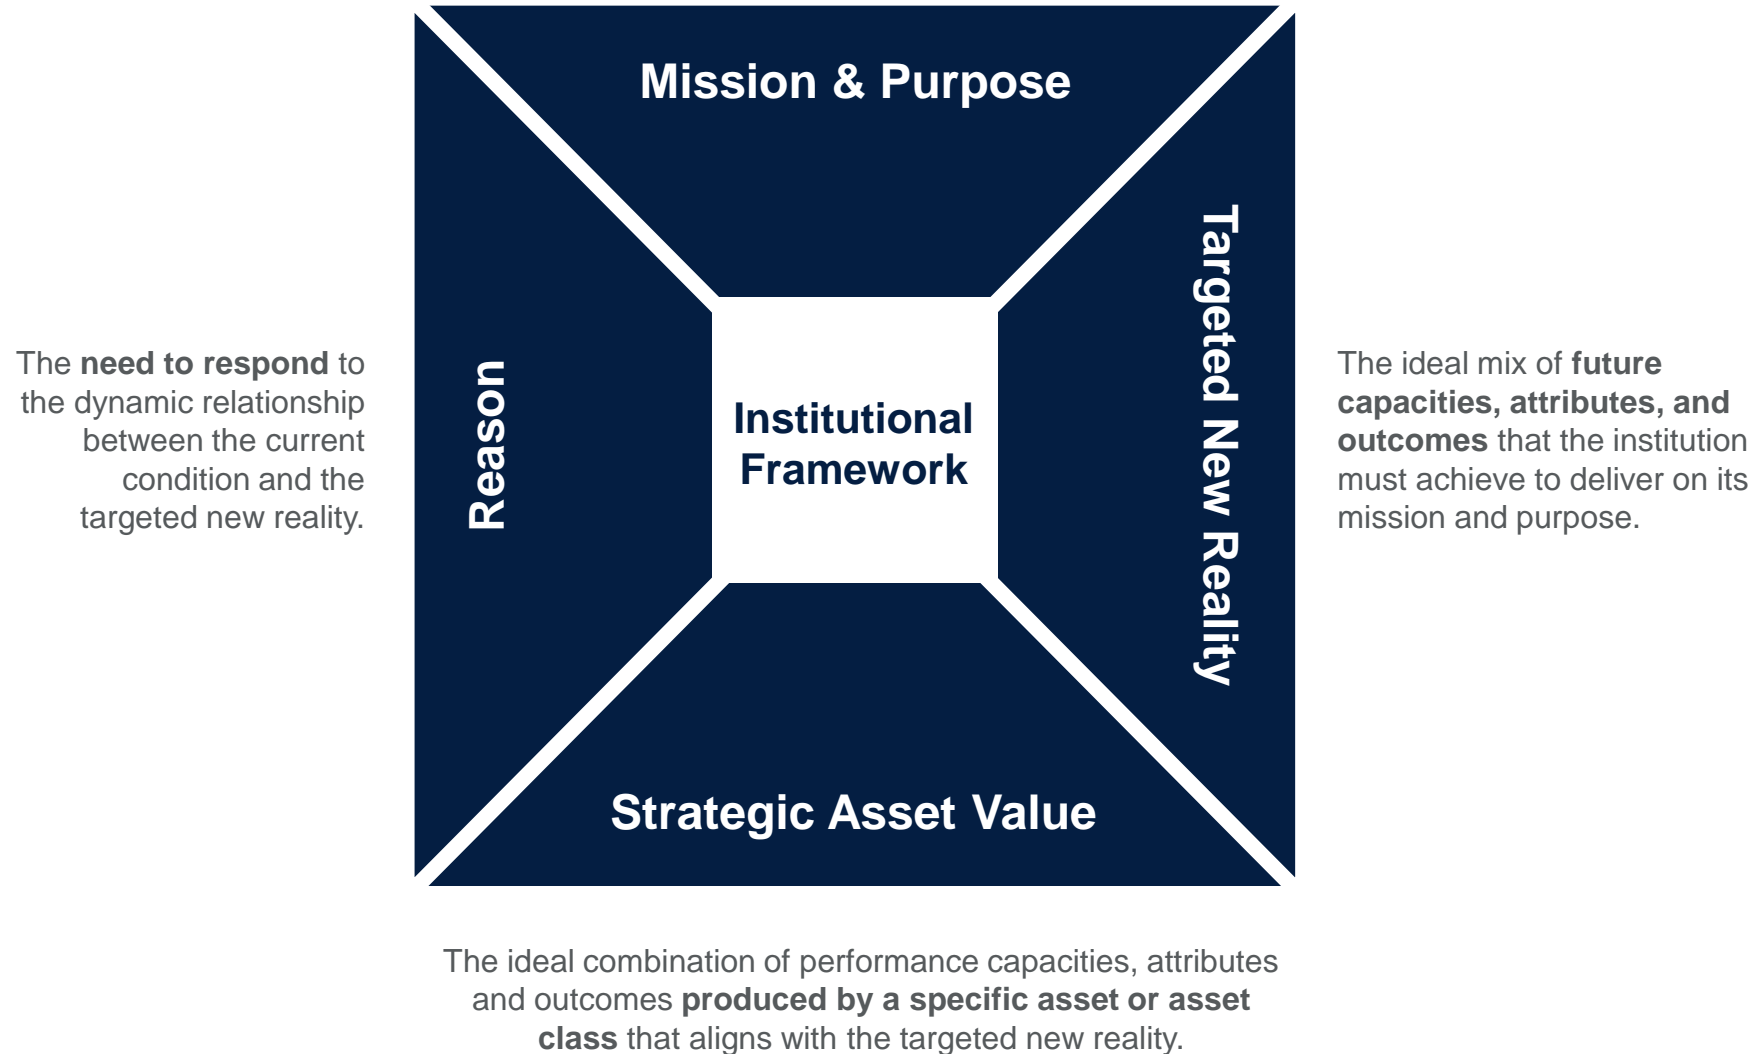 Mission & Purpose
The need to respond to
the dynamic relationship
between the current
condition and the
targeted new reality.
Reason
Institutional
Framework
Targeted New Reality
The ideal mix of future
capacities, attributes, and
outcomes that the institution
must achieve to deliver on its
mission and purpose.
Strategic Asset Value
The ideal combination of performance capacities, attributes
and outcomes produced by a specific asset or asset
class that aligns with the targeted new reality.